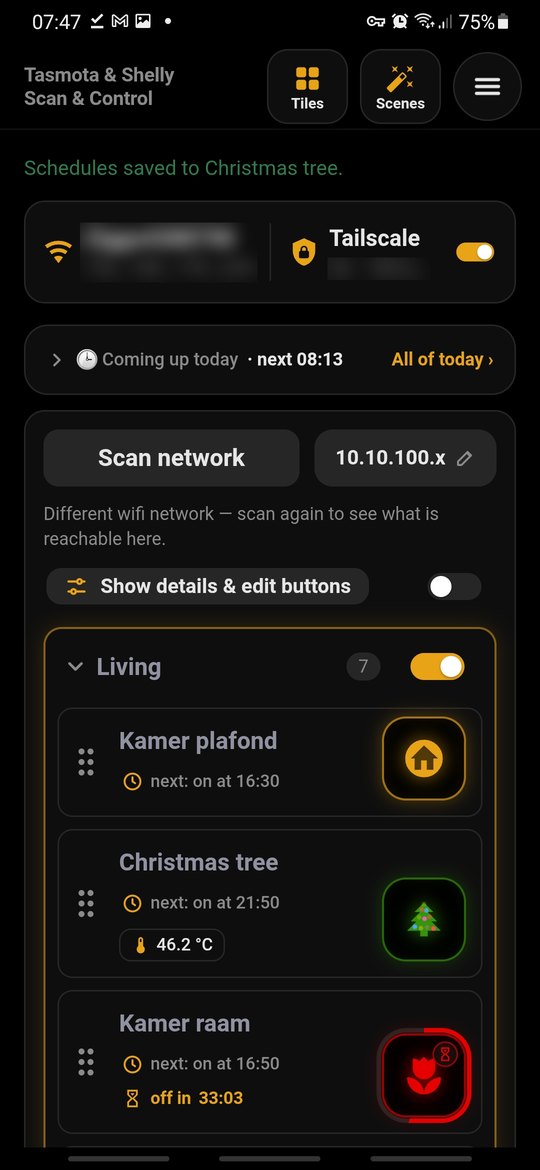 07:47 75%
Tasmota & Shelly
Scan & Control
Tiles
Scenes
Schedules saved to Christmas tree.
Tailscale
Coming up today · next 08:13 All of today ›
Scan network 10.10.100.x
Different wifi network — scan again to see what is
reachable here.
Show details & edit buttons
Living 7
Kamer plafond
next: on at 16:30
Christmas tree
next: on at 21:50
46.2 °C
Kamer raam
next: on at 16:50
off in 33:03